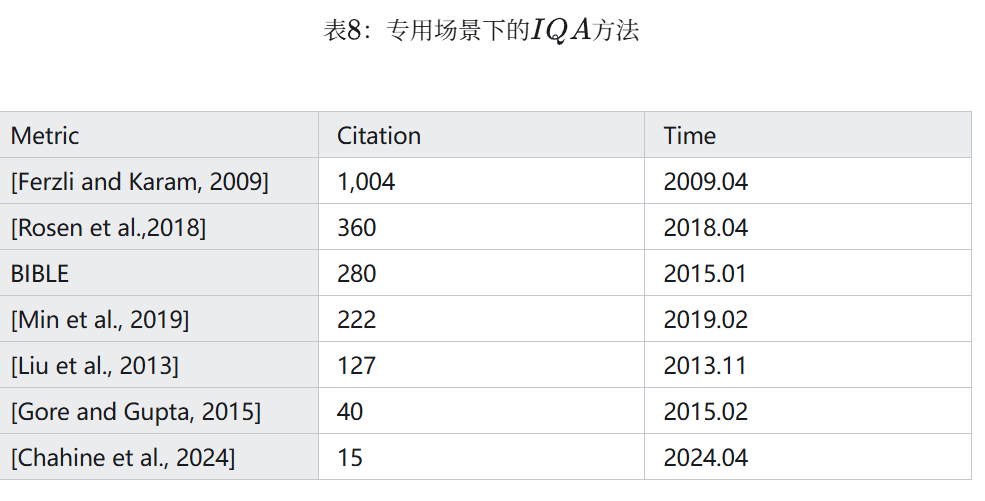 表8：专用场景下的IQA方法
Metric Citation Time
[Ferzli and Karam, 2009] 1,004 2009.04
[Rosen et al.,2018] 360 2018.04
BIBLE 280 2015.01
[Min et al., 2019] 222 2019.02
[Liu et al., 2013] 127 2013.11
[Gore and Gupta, 2015] 40 2015.02
[Chahine et al., 2024] 15 2024.04